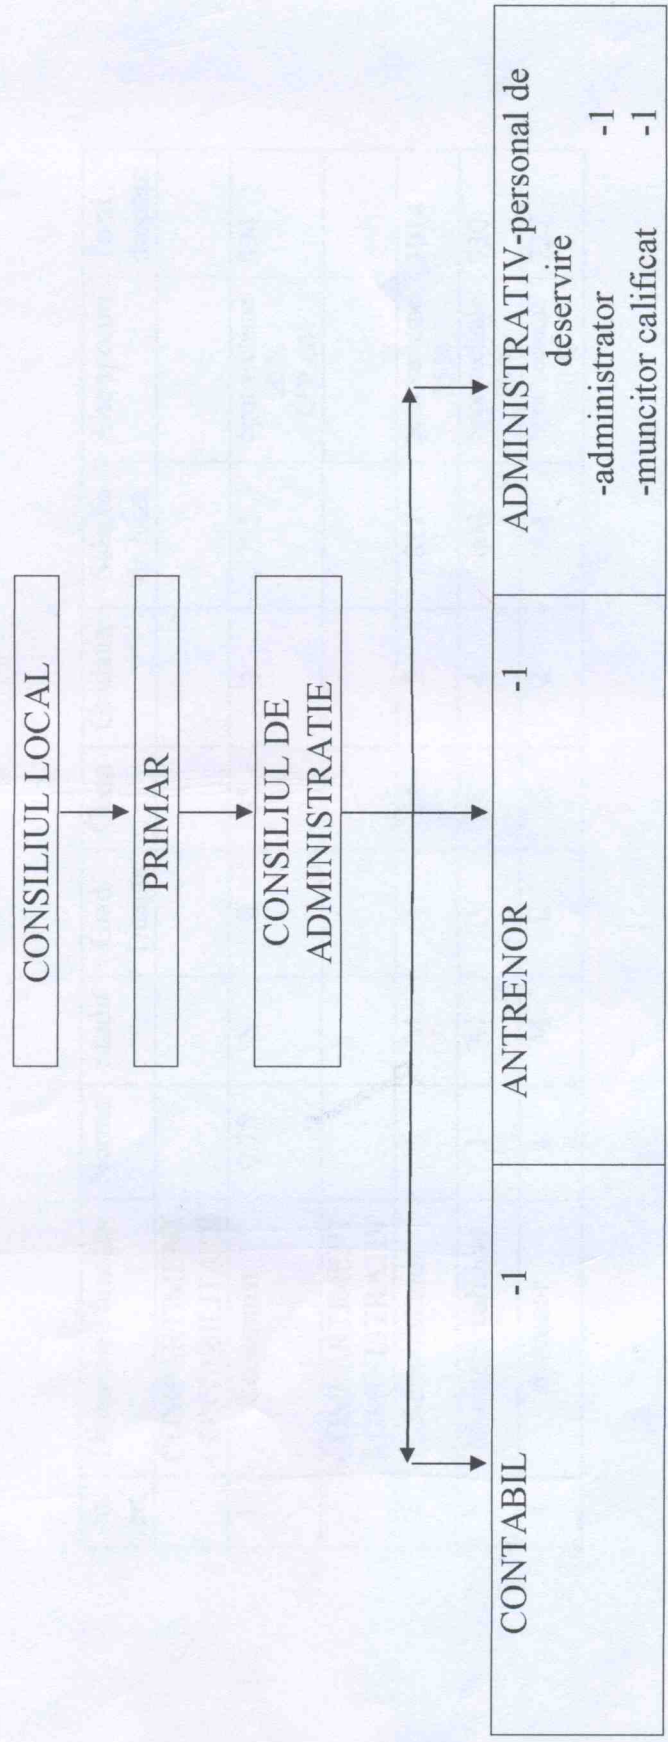 CONSILIUL LOCAL
PRIMAR
CONSILIUL DE
ADMINISTRATIE
CONTABIL -1
ANTRENOR -1
ADMINISTRATIV-personal de
deservire
-administrator -1
-muncitor calificat -1